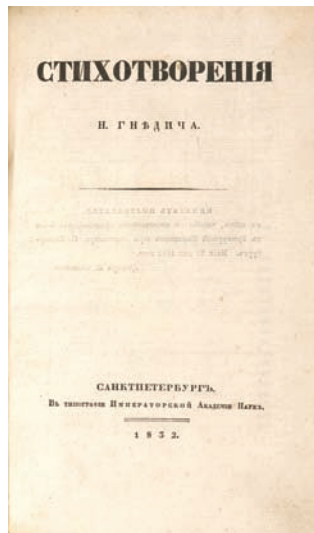 СТИХОТВОРЕНІЯ
Н. ГНѢДИЧА.
САНКТПЕТЕРБУРГЪ,
Въ типографіи Императорской Академіи Наукъ.
1832.